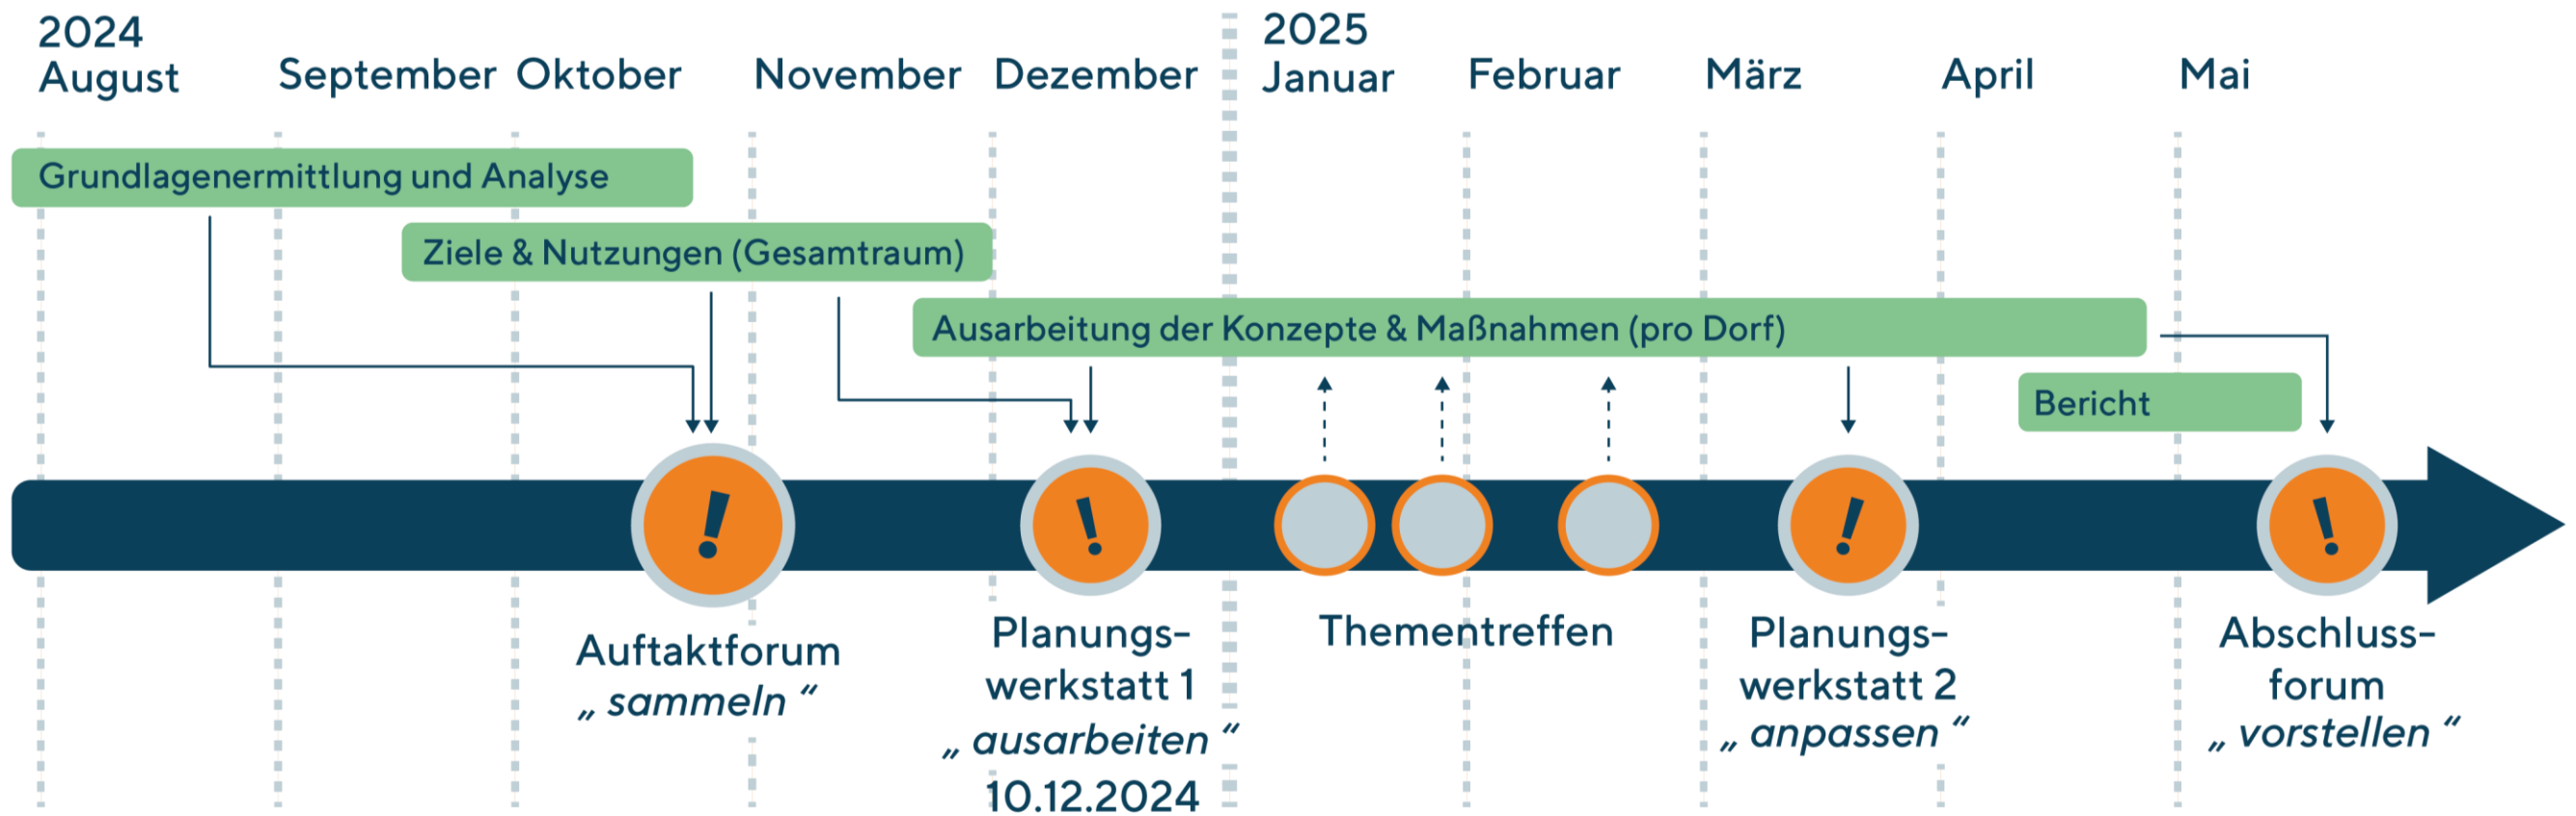 2024
August
September
Oktober
November
Dezember
2025
Januar
Februar
März
April
Mai
Grundlagenermittlung und Analyse
Ziele & Nutzungen (Gesamtraum)
Ausarbeitung der Konzepte & Maßnahmen (pro Dorf)
Bericht
!
!
!
!
Auftaktforum
„ sammeln “
Planungs-
werkstatt 1
„ ausarbeiten “
10.12.2024
Thementreffen
Planungs-
werkstatt 2
„ anpassen “
Abschluss-
forum
„ vorstellen “